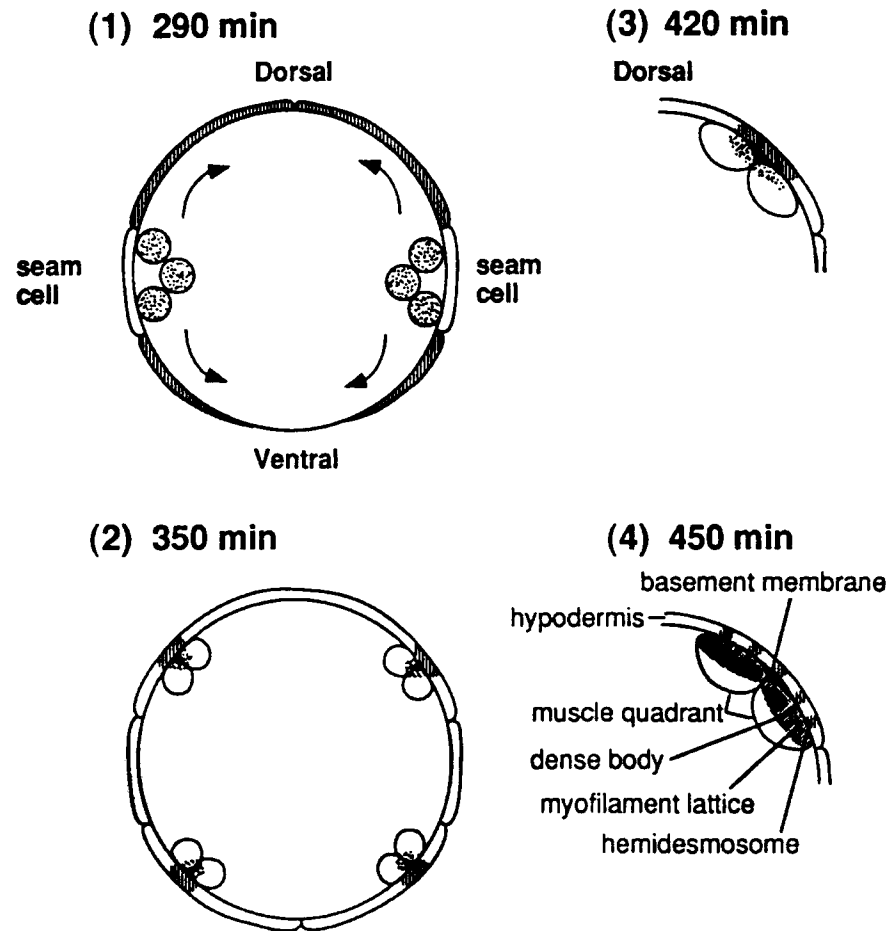 (1) 290 min
Dorsal
seam
cell
seam
cell
Ventral
(3) 420 min
Dorsal
(2) 350 min
(4) 450 min
basement membrane
hypodermis
muscle quadrant
dense body
myofilament lattice
hemidesmosome